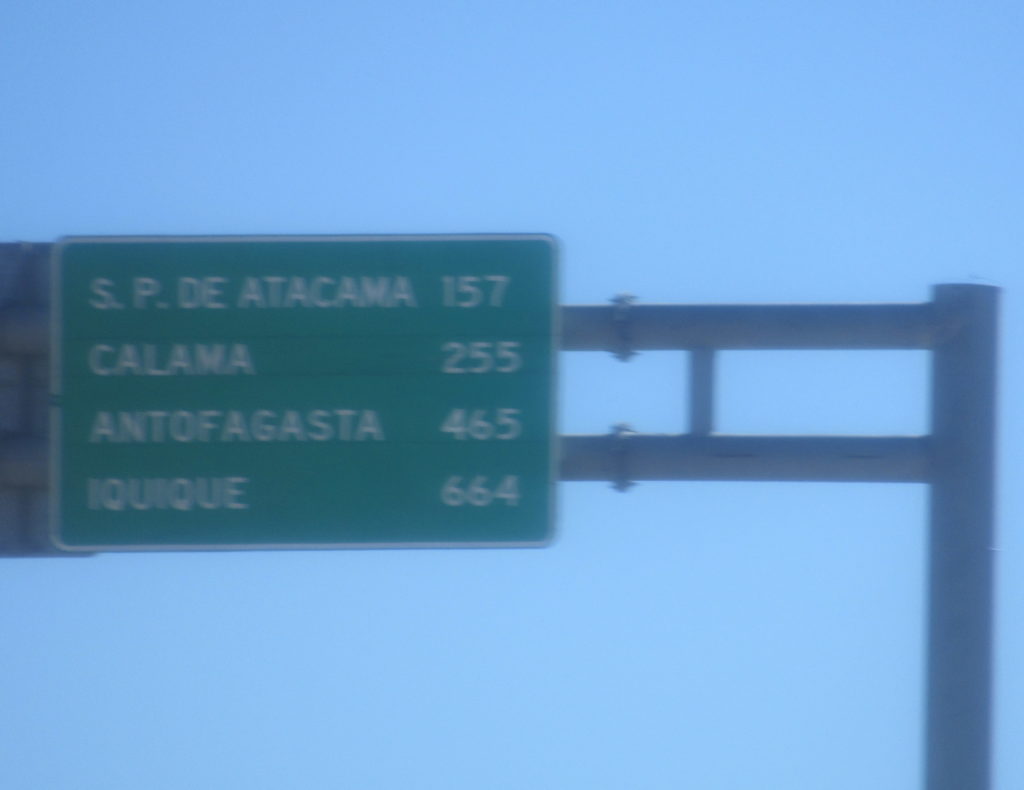 S. P. DE ATACAMA 157
CALAMA 255
ANTOFAGASTA 465
IQUIQUE 664